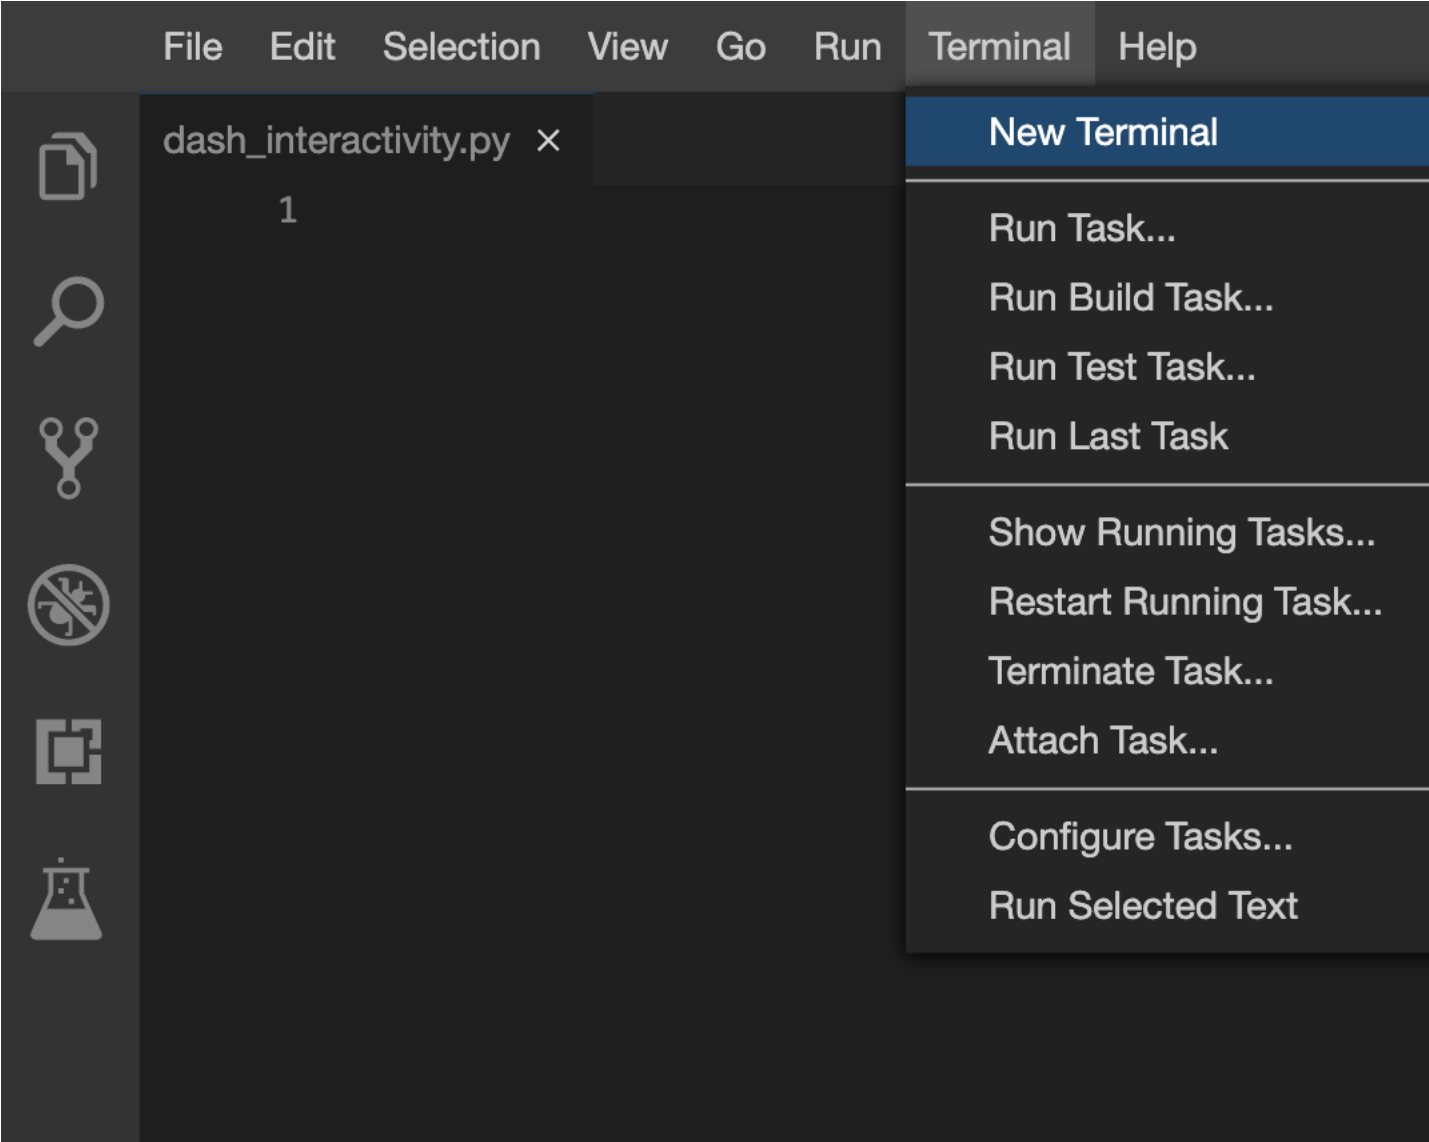 File Edit Selection View Go Run Terminal Help
dash_interactivity.py ×
1
New Terminal
Run Task...
Run Build Task...
Run Test Task...
Run Last Task
Show Running Tasks...
Restart Running Task...
Terminate Task...
Attach Task...
Configure Tasks...
Run Selected Text